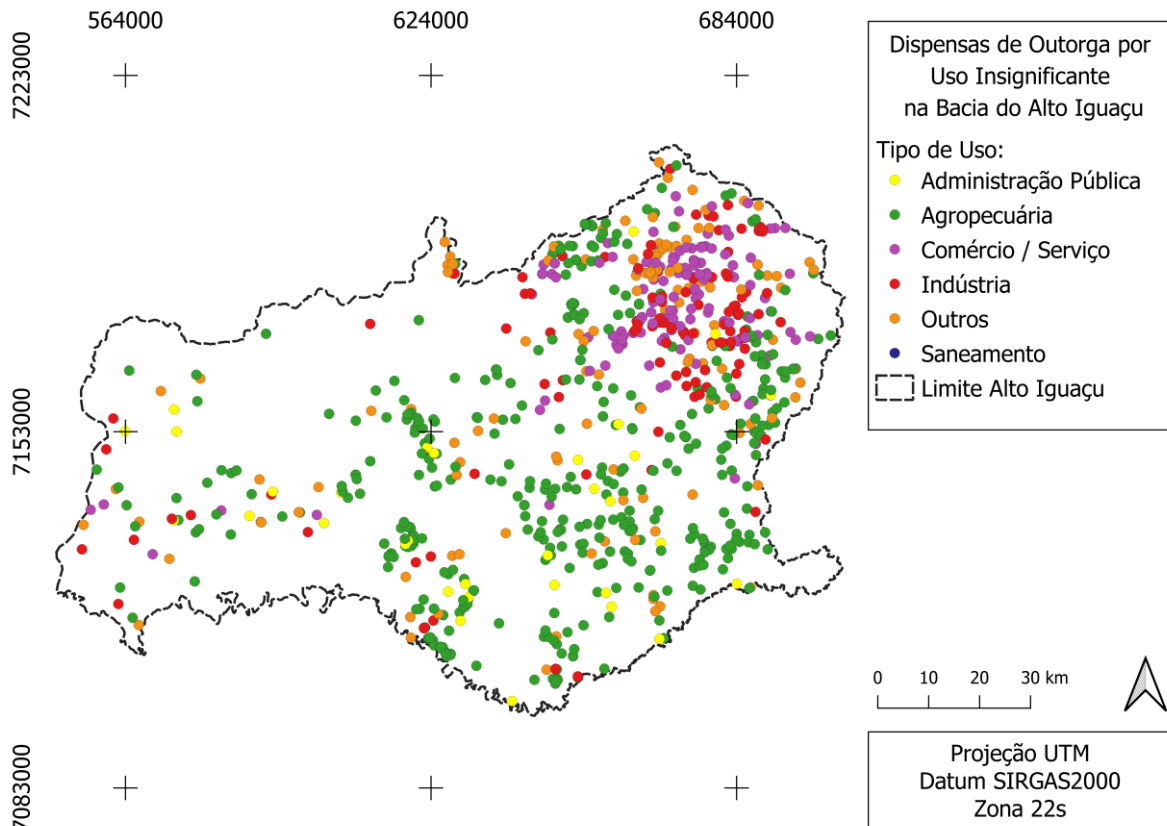 564000
624000
684000
7223000
7153000
7083000
Dispensas de Outorga por
Uso Insignificante
na Bacia do Alto Iguaçu
Tipo de Uso:
Administração Pública
Agropecuária
Comércio / Serviço
Indústria
Outros
Saneamento
Limite Alto Iguaçu
0 10 20 30 km
Projeção UTM
Datum SIRGAS2000
Zona 22s